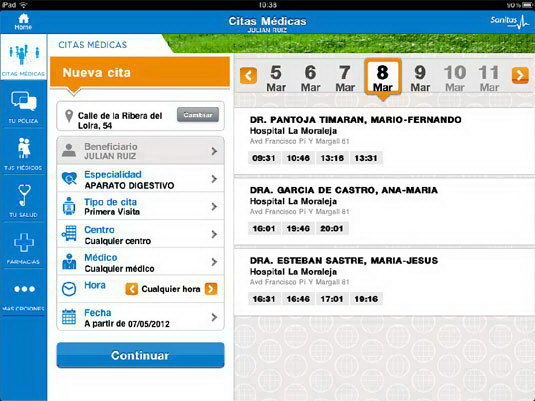 iPad
10:38
90 %
Home
Citas Médicas
JULIAN RUIZ
Sanitas
CITAS MÉDICAS
TU PÓLIZA
TUS MÉDICOS
TU SALUD
FARMACIAS
MÁS OPCIONES
CITAS MÉDICAS
Nueva cita
Calle de la Ribera del
Loira, 54
Cambiar
Beneficiario
JULIAN RUIZ
Especialidad
APARATO DIGESTIVO
Tipo de cita
Primera Visita
Centro
Cualquier centro
Médico
Cualquier médico
Hora
Cualquier hora
Fecha
A partir de 07/05/2012
Continuar
5 6 7 8 9 10 11
Mar Mar Mar Mar Mar Mar Mar
DR. PANTOJA TIMARAN, MARIO-FERNANDO
Hospital La Moraleja
Avd Francisco Pi Y Margall 81
09:31 10:46 13:16 13:31
DRA. GARCIA DE CASTRO, ANA-MARIA
Hospital La Moraleja
Avd Francisco Pi Y Margall 81
16:01 19:46 20:01
DRA. ESTEBAN SASTRE, MARIA-JESUS
Hospital La Moraleja
Avd Francisco Pi Y Margall 81
16:31 16:46 17:01 19:16